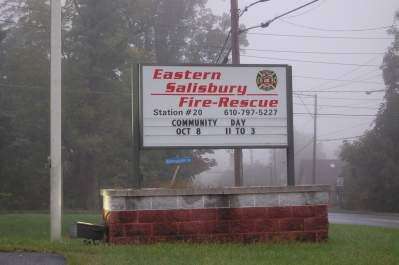 Eastern
Salisbury
Fire-Rescue
Station #20 610-797-5227
COMMUNITY DAY
OCT 8 11 TO 3